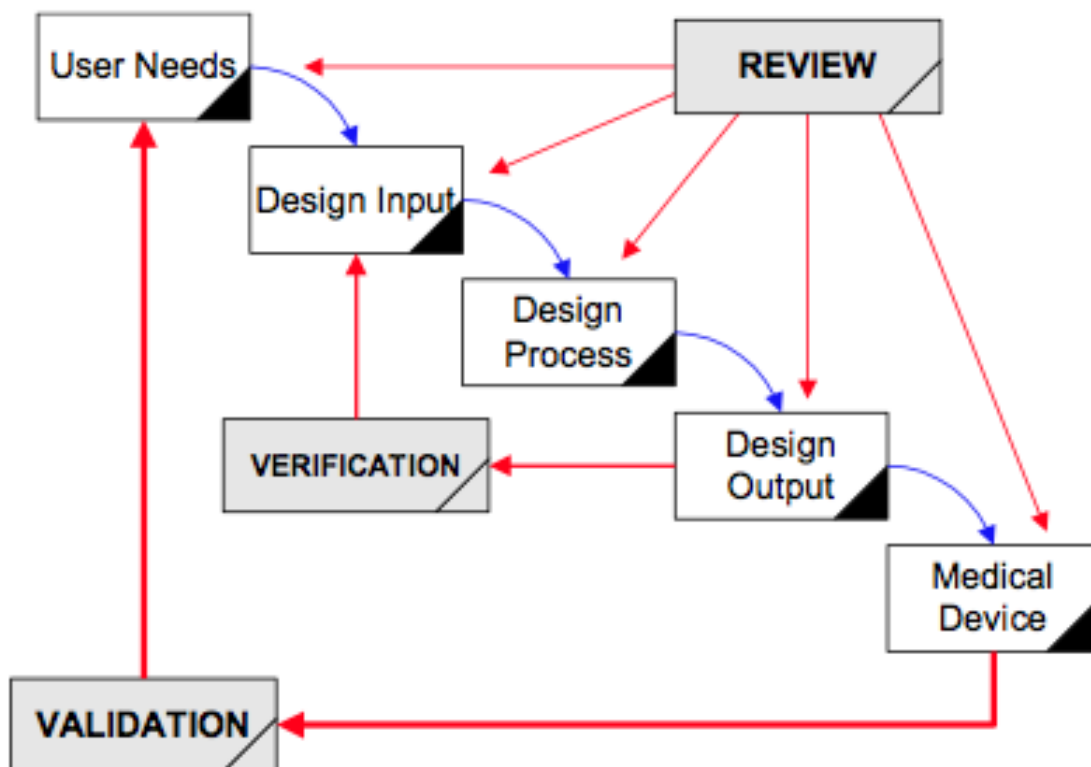 User Needs
REVIEW
Design Input
Design
Process
VERIFICATION
Design
Output
Medical
Device
VALIDATION